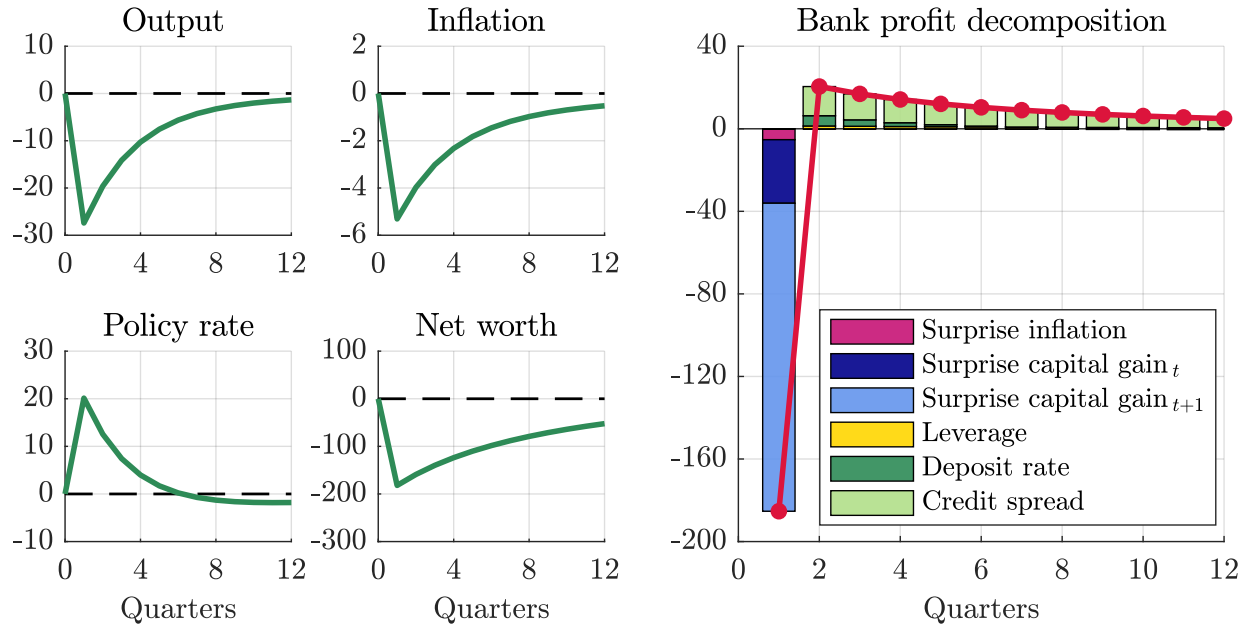 Output
10
0
-10
-20
-30
0 4 8 12
Inflation
2
0
-2
-4
-6
0 4 8 12
Policy rate
30
20
10
0
-10
0 4 8 12
Quarters
Net worth
100
0
-100
-200
-300
0 4 8 12
Quarters
Bank profit decomposition
40
0
-40
-80
-120
-160
-200
0 2 4 6 8 10 12
Quarters
Surprise inflation
Surprise capital gain t
Surprise capital gain t+1
Leverage
Deposit rate
Credit spread